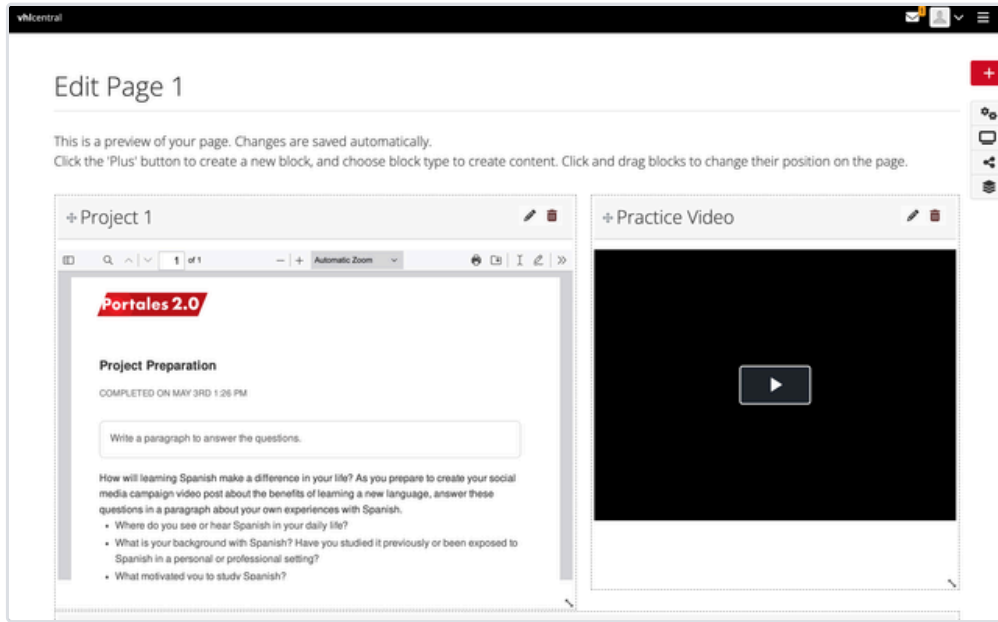 vhlcentral
Edit Page 1
This is a preview of your page. Changes are saved automatically.
Click the 'Plus' button to create a new block, and choose block type to create content. Click and drag blocks to change their position on the page.
Project 1
1 of 1
Automatic Zoom
Portales 2.0
Project Preparation
COMPLETED ON MAY 3RD 1:26 PM
Write a paragraph to answer the questions.
How will learning Spanish make a difference in your life? As you prepare to create your social
media campaign video post about the benefits of learning a new language, answer these
questions in a paragraph about your own experiences with Spanish.
• Where do you see or hear Spanish in your daily life?
• What is your background with Spanish? Have you studied it previously or been exposed to
Spanish in a personal or professional setting?
• What motivated you to study Spanish?
Practice Video